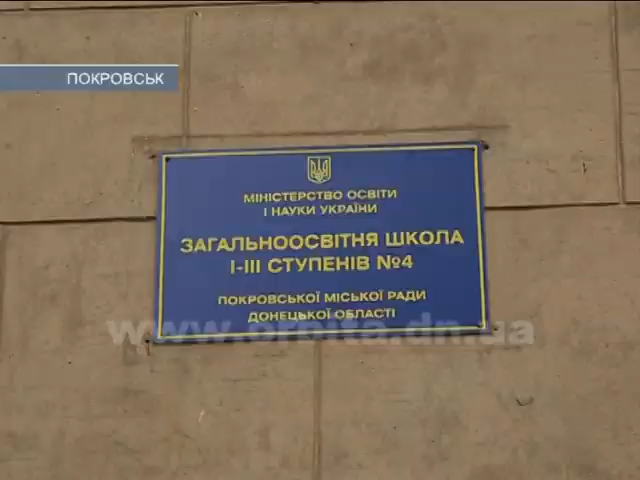 ПОКРОВСЬК
МІНІСТЕРСТВО ОСВІТИ
І НАУКИ УКРАЇНИ
ЗАГАЛЬНООСВІТНЯ ШКОЛА
І-ІІІ СТУПЕНІВ №4
ПОКРОВСЬКОЇ МІСЬКОЇ РАДИ
ДОНЕЦЬКОЇ ОБЛАСТІ
www.orbita.dn.ua